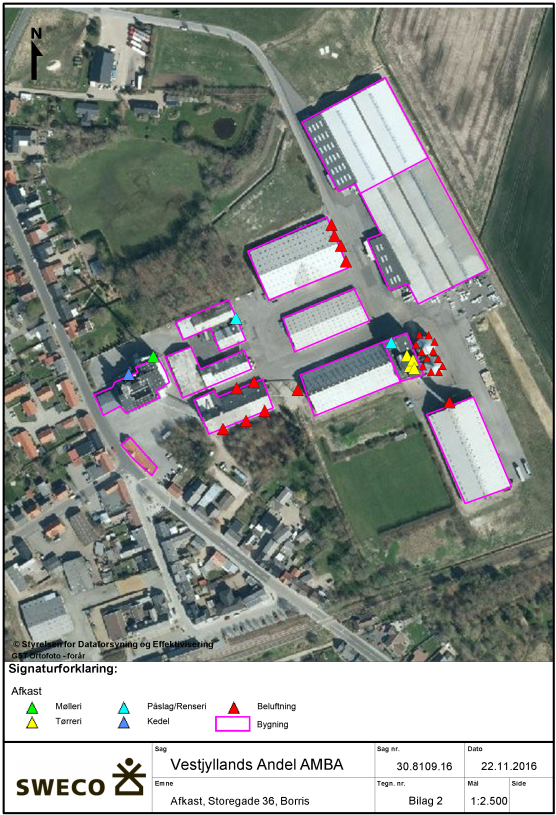 N
© Styrelsen for Dataforsyning og Effektivisering
GST Ortofoto - forår
Signaturforklaring:
Afkast
Mølleri
Påslag/Renseri
Beluftning
Tørreri
Kedel
Bygning
SWECO
Sag
Vestjyllands Andel AMBA
Sag nr.
30.8109.16
Dato
22.11.2016
Emne
Afkast, Storegade 36, Borris
Tegn. nr.
Bilag 2
Mål
1:2.500
Side